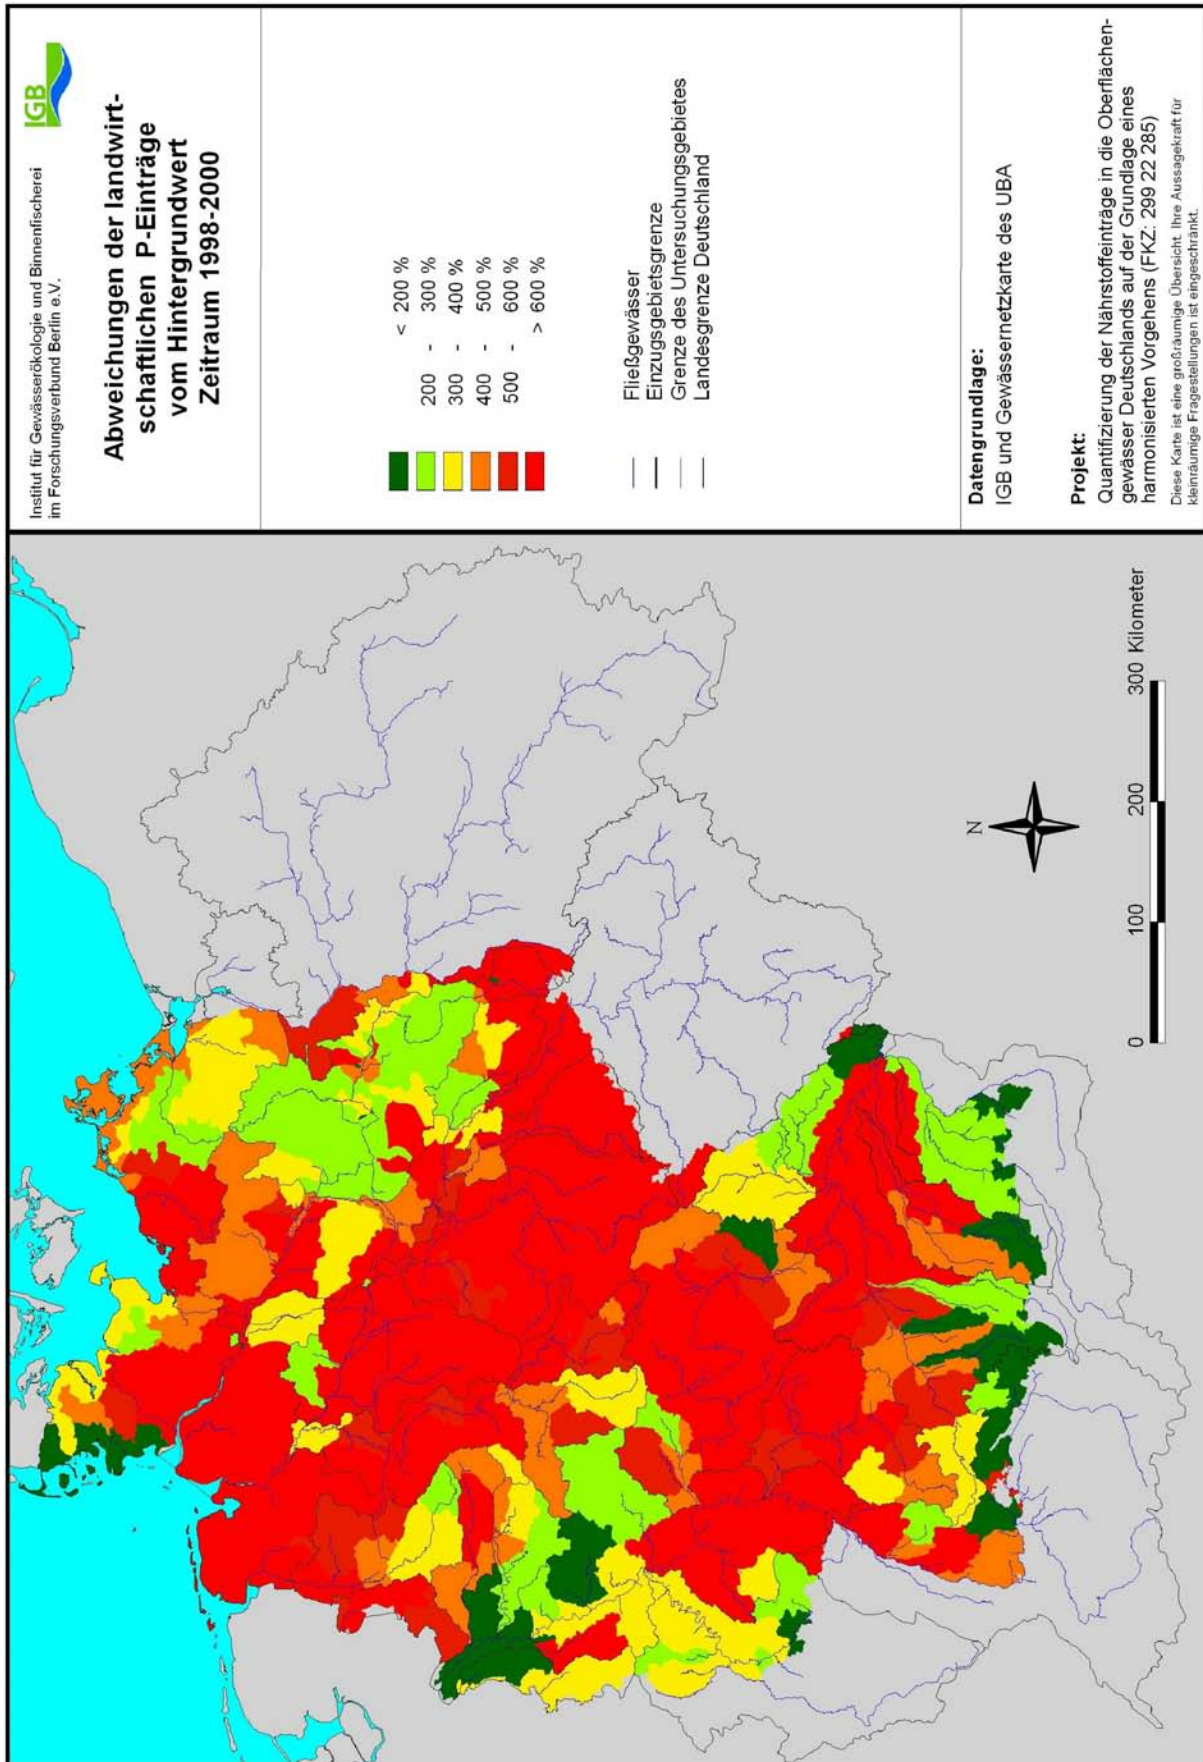 Institut für Gewässerökologie und Binnenfischerei
im Forschungsverbund Berlin e.V.
IGB
Abweichungen der landwirt-
schaftlichen P-Einträge
vom Hintergrundwert
Zeitraum 1998-2000
< 200 %
200 - 300 %
300 - 400 %
400 - 500 %
500 - 600 %
> 600 %
Fließgewässer
Einzugsgebietsgrenze
Grenze des Untersuchungsgebietes
Landesgrenze Deutschland
Datengrundlage:
IGB und Gewässernetzkarte des UBA
Projekt:
Quantifizierung der Nährstoffeinträge in die Oberflächen-
gewässer Deutschlands auf der Grundlage eines
harmonisierten Vorgehens (FKZ: 299 22 285)
Diese Karte ist eine großräumige Übersicht. Ihre Aussagekraft für
kleinräumige Fragestellungen ist eingeschränkt.
N
0 100 200 300 Kilometer